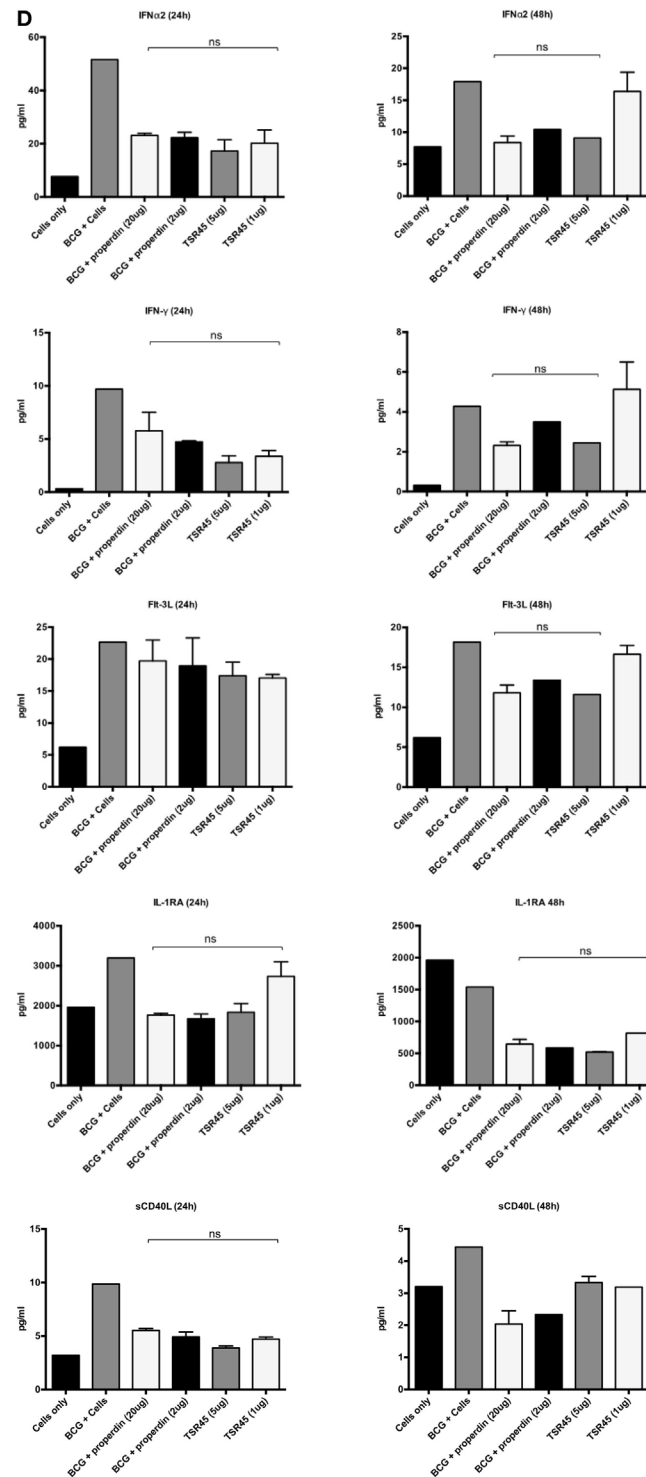 D
IFNα2 (24h)
60
40
20
0
pg/ml
ns
Cells only
BCG + Cells
BCG + properdin (20ug)
BCG + properdin (2ug)
TSR45 (5ug)
TSR45 (1ug)
IFNα2 (48h)
25
20
15
10
5
0
pg/ml
ns
Cells only
BCG + Cells
BCG + properdin (20ug)
BCG + properdin (2ug)
TSR45 (5ug)
TSR45 (1ug)
IFN-γ (24h)
15
10
5
0
pg/ml
ns
Cells only
BCG + Cells
BCG + properdin (20ug)
BCG + properdin (2ug)
TSR45 (5ug)
TSR45 (1ug)
IFN-γ (48h)
8
6
4
2
0
pg/ml
ns
Cells only
BCG + Cells
BCG + properdin (20ug)
BCG + properdin (2ug)
TSR45 (5ug)
TSR45 (1ug)
Flt-3L (24h)
25
20
15
10
5
0
pg/ml
Cells only
BCG + Cells
BCG + properdin (20ug)
BCG + properdin (2ug)
TSR45 (5ug)
TSR45 (1ug)
Flt-3L (48h)
20
15
10
5
0
pg/ml
ns
Cells only
BCG + Cells
BCG + properdin (20ug)
BCG + properdin (2ug)
TSR45 (5ug)
TSR45 (1ug)
IL-1RA (24h)
4000
3000
2000
1000
0
pg/ml
ns
Cells only
BCG + Cells
BCG + properdin (20ug)
BCG + properdin (2ug)
TSR45 (5ug)
TSR45 (1ug)
IL-1RA 48h
2500
2000
1500
1000
500
0
pg/ml
ns
Cells only
BCG + Cells
BCG + properdin (20ug)
BCG + properdin (2ug)
TSR45 (5ug)
TSR45 (1ug)
sCD40L (24h)
15
10
5
0
pg/ml
ns
Cells only
BCG + Cells
BCG + properdin (20ug)
BCG + properdin (2ug)
TSR45 (5ug)
TSR45 (1ug)
sCD40L (48h)
5
4
3
2
1
0
pg/ml
Cells only
BCG + Cells
BCG + properdin (20ug)
BCG + properdin (2ug)
TSR45 (5ug)
TSR45 (1ug)